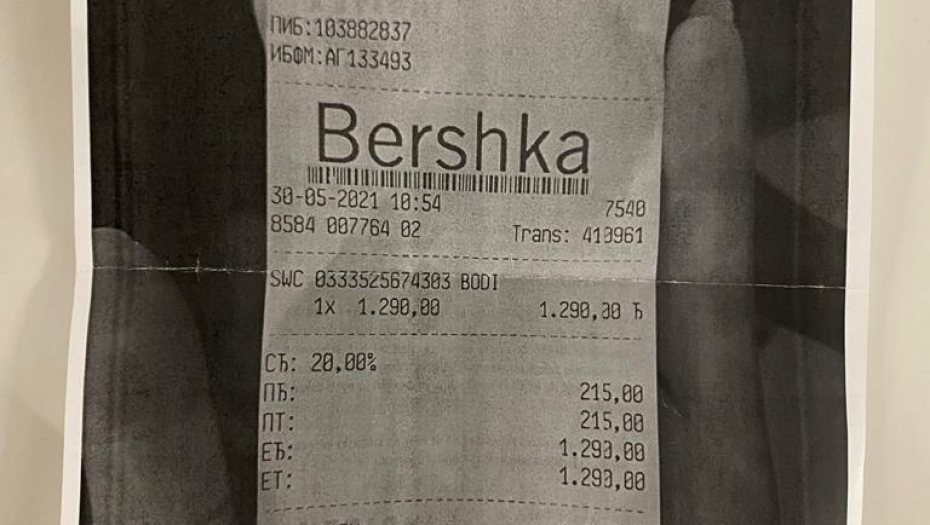 ПИБ:103882837
ИБФМ:АГ133493
Bershka
30-05-2021 10:54 7540
8584 007764 02 Trans: 410961
SWC 03335256743​03 BODI
1x 1.290,00 1.290,00 Ђ
СЂ: 20,00%
ПЂ: 215,00
ПТ: 215,00
ЕЂ: 1.290,00
ЕТ: 1.290,00